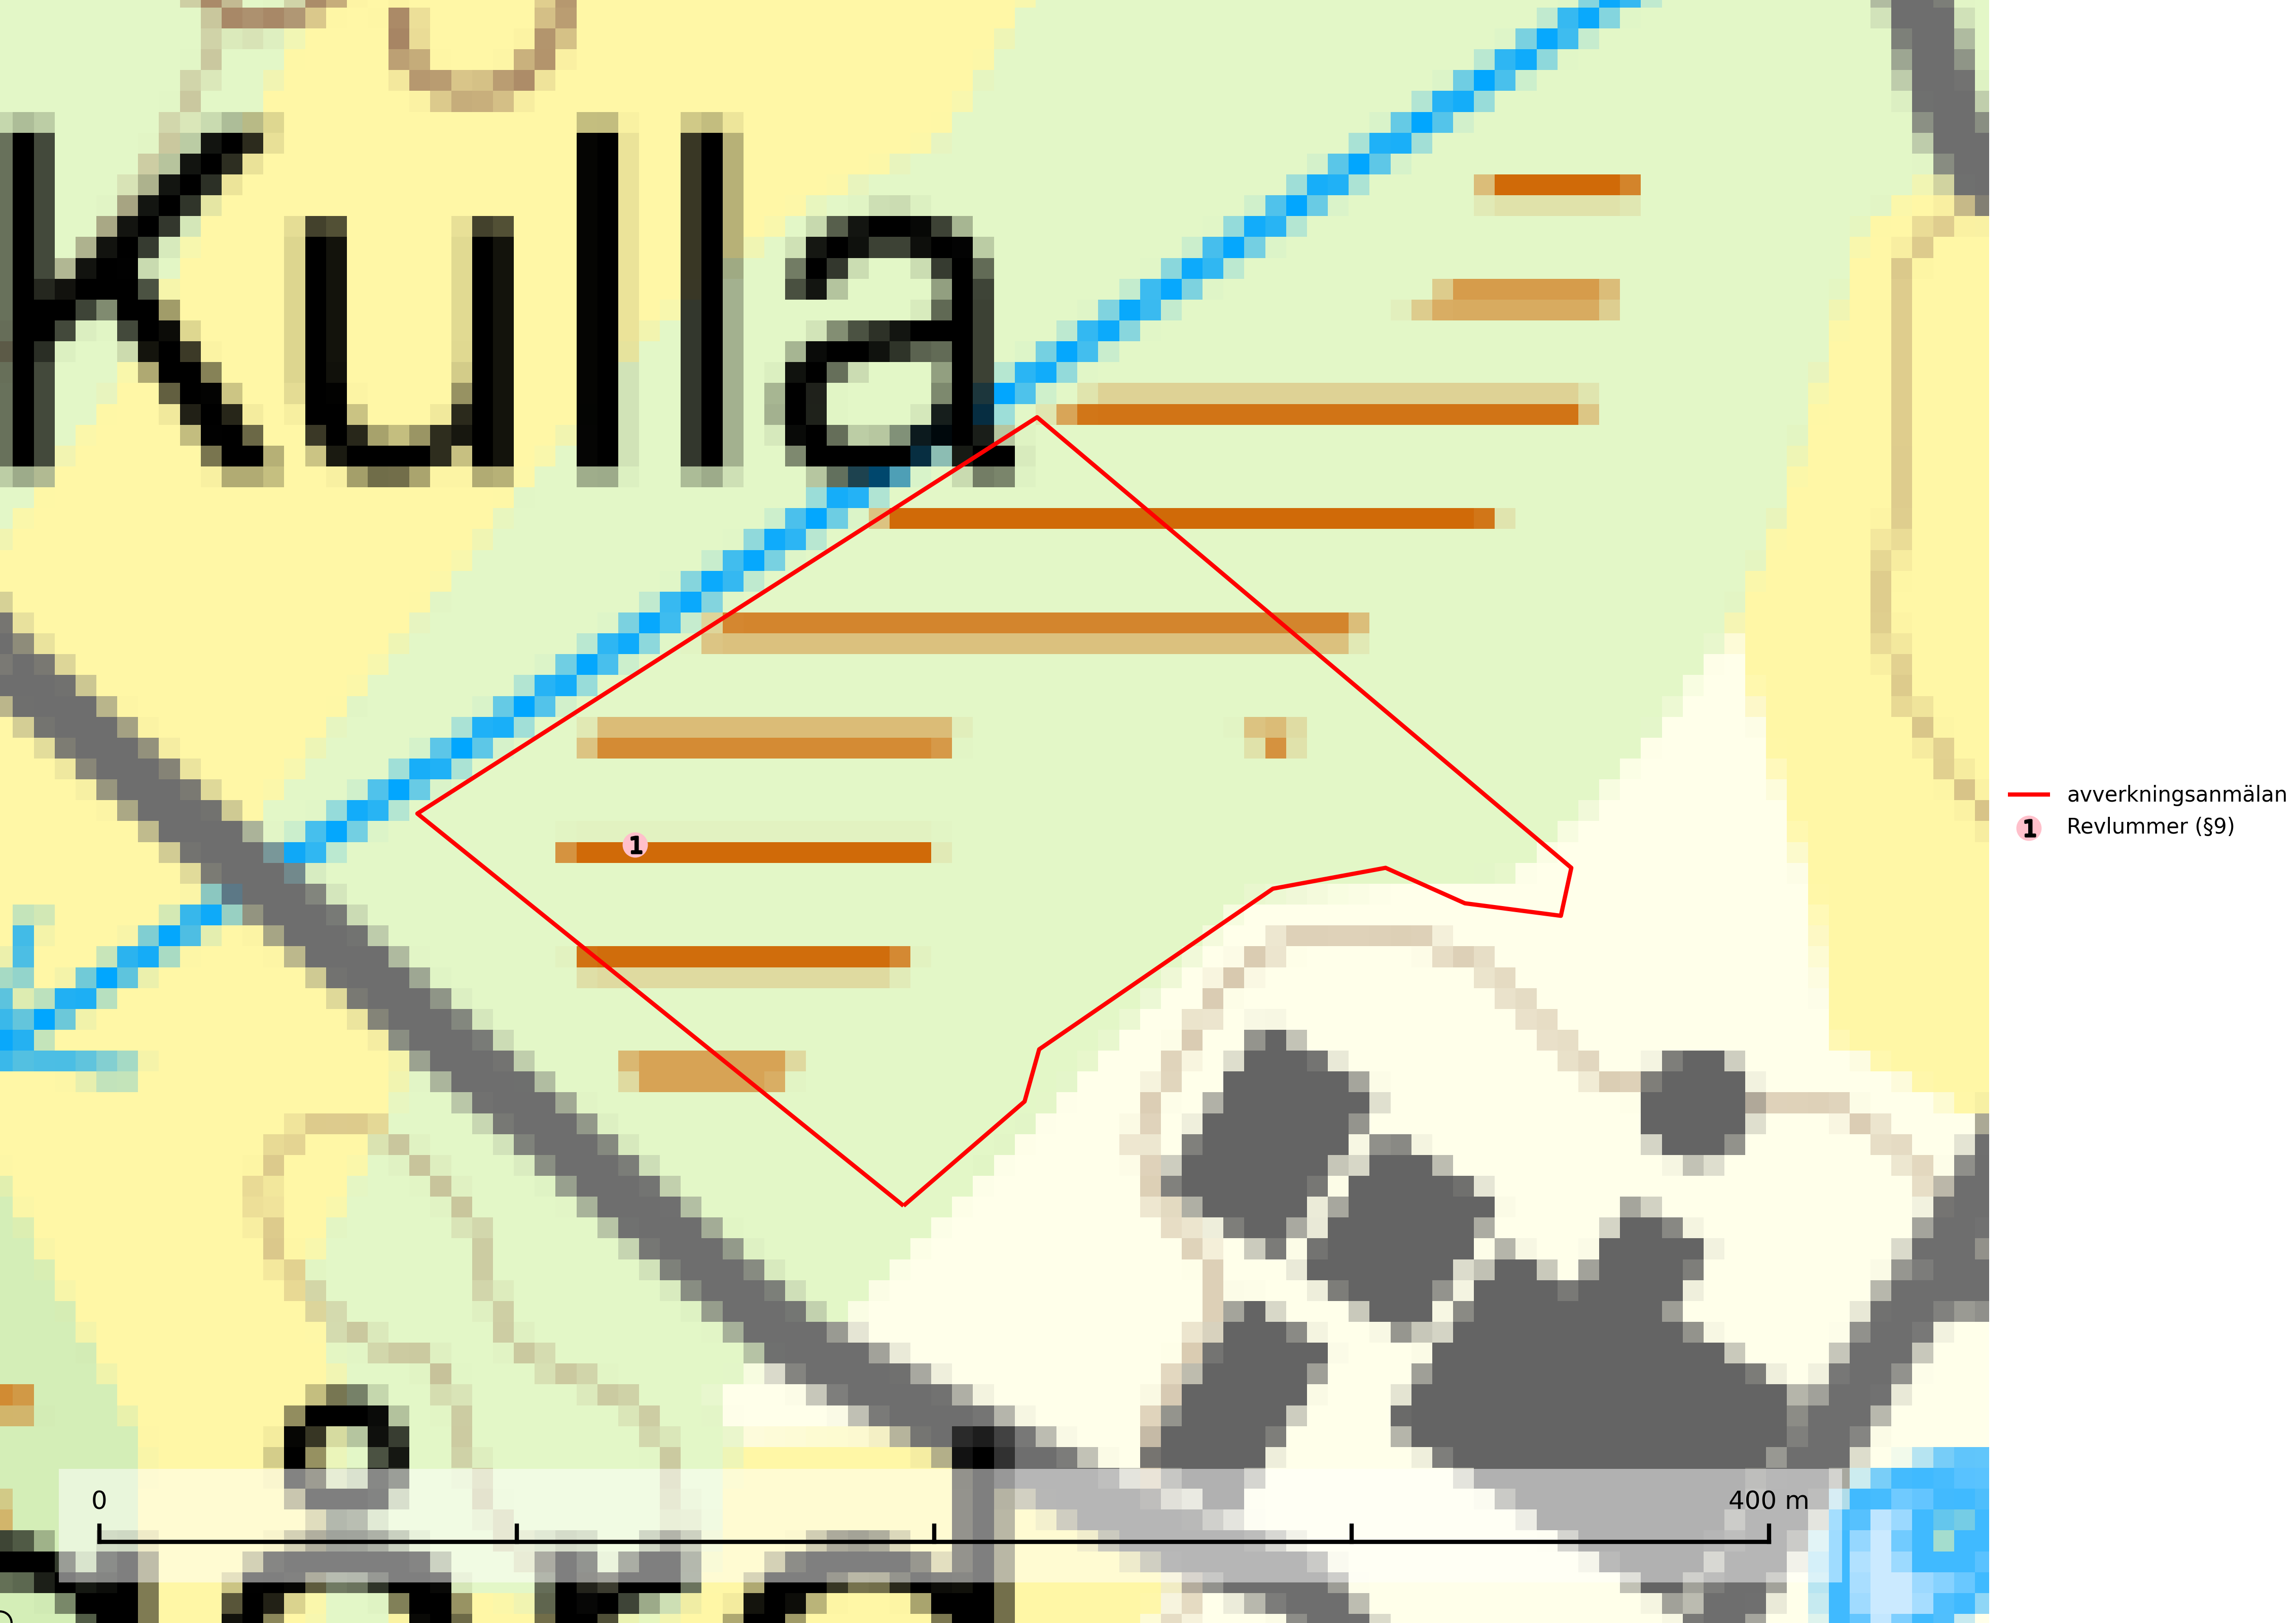 Kulla
1
avverkningsanmälan
1 Revlummer (§9)
0 400 m